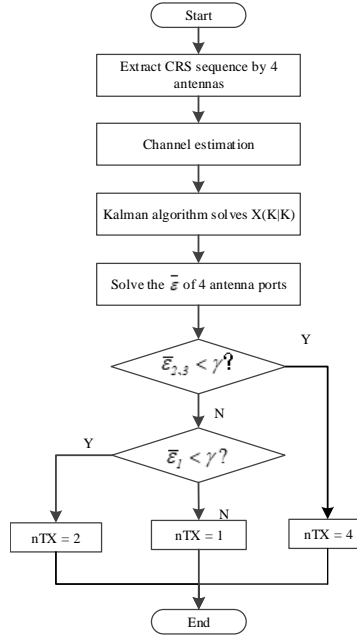 Start
Extract CRS sequence by 4
antennas
Channel estimation
Kalman algorithm solves X(K|K)
Solve the ε̅ of 4 antenna ports
ε̅₂,₃ < γ?
Y
N
ε̅₁ < γ?
Y
N
nTX = 2
nTX = 1
nTX = 4
End